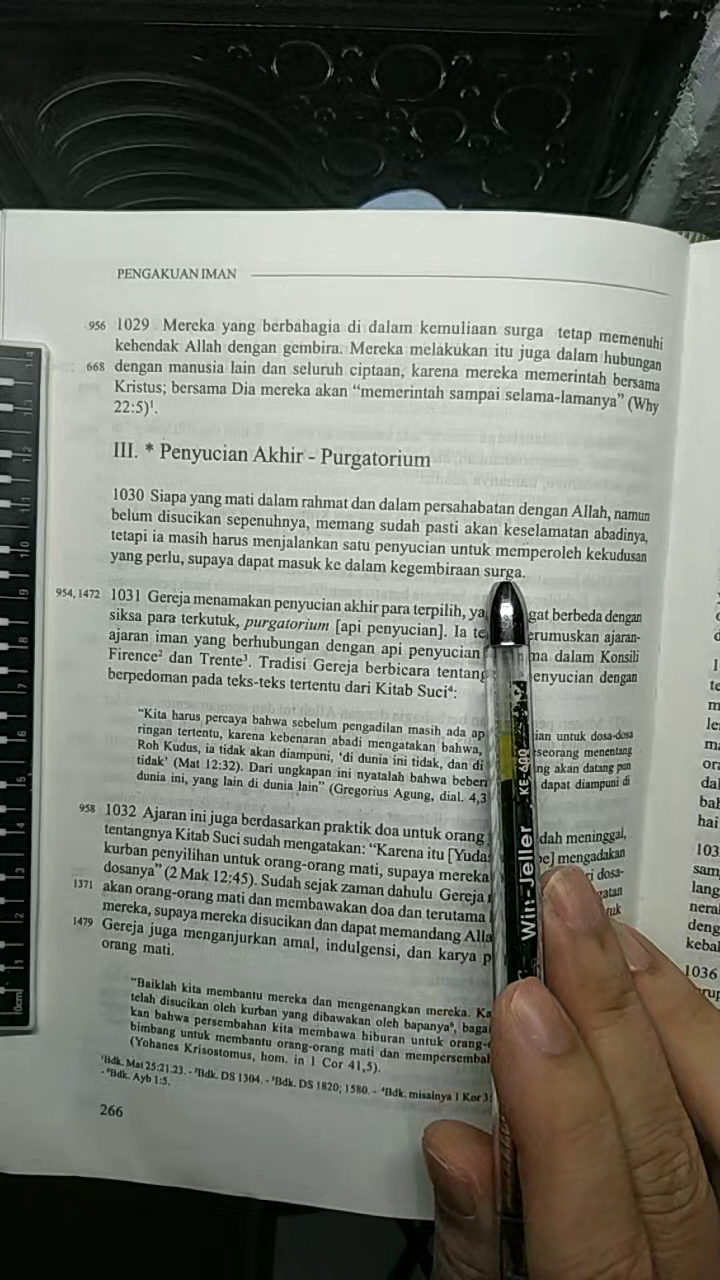 PENGAKUAN IMAN
956 1029 Mereka yang berbahagia di dalam kemuliaan surga tetap memenuhi
kehendak Allah dengan gembira. Mereka melakukan itu juga dalam hubungan
668 dengan manusia lain dan seluruh ciptaan, karena mereka memerintah bersama
Kristus; bersama Dia mereka akan “memerintah sampai selama-lamanya” (Why
22:5)¹.
III. * Penyucian Akhir - Purgatorium
1030 Siapa yang mati dalam rahmat dan dalam persahabatan dengan Allah, namun
belum disucikan sepenuhnya, memang sudah pasti akan keselamatan abadinya,
tetapi ia masih harus menjalankan satu penyucian untuk memperoleh kekudusan
yang perlu, supaya dapat masuk ke dalam kegembiraan surga.
954, 1472 1031 Gereja menamakan penyucian akhir para terpilih, gat berbeda dengan
siksa para terkutuk, purgatorium [api penyucian]. Ia erumuskan ajaran-
ajaran iman yang berhubungan dengan api penyucian ma dalam Konsili
Firence² dan Trente³. Tradisi Gereja berbicara tentang enyucian dengan
berpedoman pada teks-teks tertentu dari Kitab Suci⁴:
“Kita harus percaya bahwa sebelum pengadilan masih ada ap ian untuk dosa-dosa
ringan tertentu, karena kebenaran abadi mengatakan bahwa, seseorang menentang
Roh Kudus, ia tidak akan diampuni, ‘di dunia ini tidak, dan di ng akan datang pun
tidak’ (Mat 12:32). Dari ungkapan ini nyatalah bahwa beber dapat diampuni di
dunia ini, yang lain di dunia lain” (Gregorius Agung, dial. 4,3
958 1032 Ajaran ini juga berdasarkan praktik doa untuk orang dah meninggal,
tentangnya Kitab Suci sudah mengatakan: “Karena itu [Yudas be] mengadakan
kurban penyilihan untuk orang-orang mati, supaya mereka ri dosa-
dosanya” (2 Mak 12:45). Sudah sejak zaman dahulu Gereja gatan
1371 akan orang-orang mati dan membawakan doa dan terutama uk
mereka, supaya mereka disucikan dan dapat memandang Alla
1479 Gereja juga menganjurkan amal, indulgensi, dan karya p
orang mati.
“Baiklah kita membantu mereka dan mengenangkan mereka. Ka
telah disucikan oleh kurban yang dibawakan oleh bapanya⁶, bagai
kan bahwa persembahan kita membawa hiburan untuk orang-
bimbang untuk membantu orang-orang mati dan mempersembal
(Yohanes Krisostomus, hom. in 1 Cor 41,5).
¹Bdk. Mat 25:21.23. - ²Bdk. DS 1304. - ³Bdk. DS 1820; 1580. - ⁴Bdk. misalnya 1 Kor 3:
- ⁶Bdk. Ayb 1:5.
266
Win-Jeller KE-600
hai
103
sam
lang
nera
deng
kebal
1036